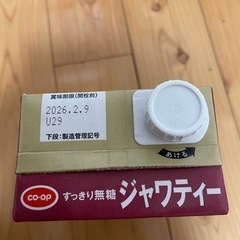 賞味期限(開栓前)
2026.2.9
U29
下段:製造管理記号
あける
co·op
すっきり無糖 ジャワティー